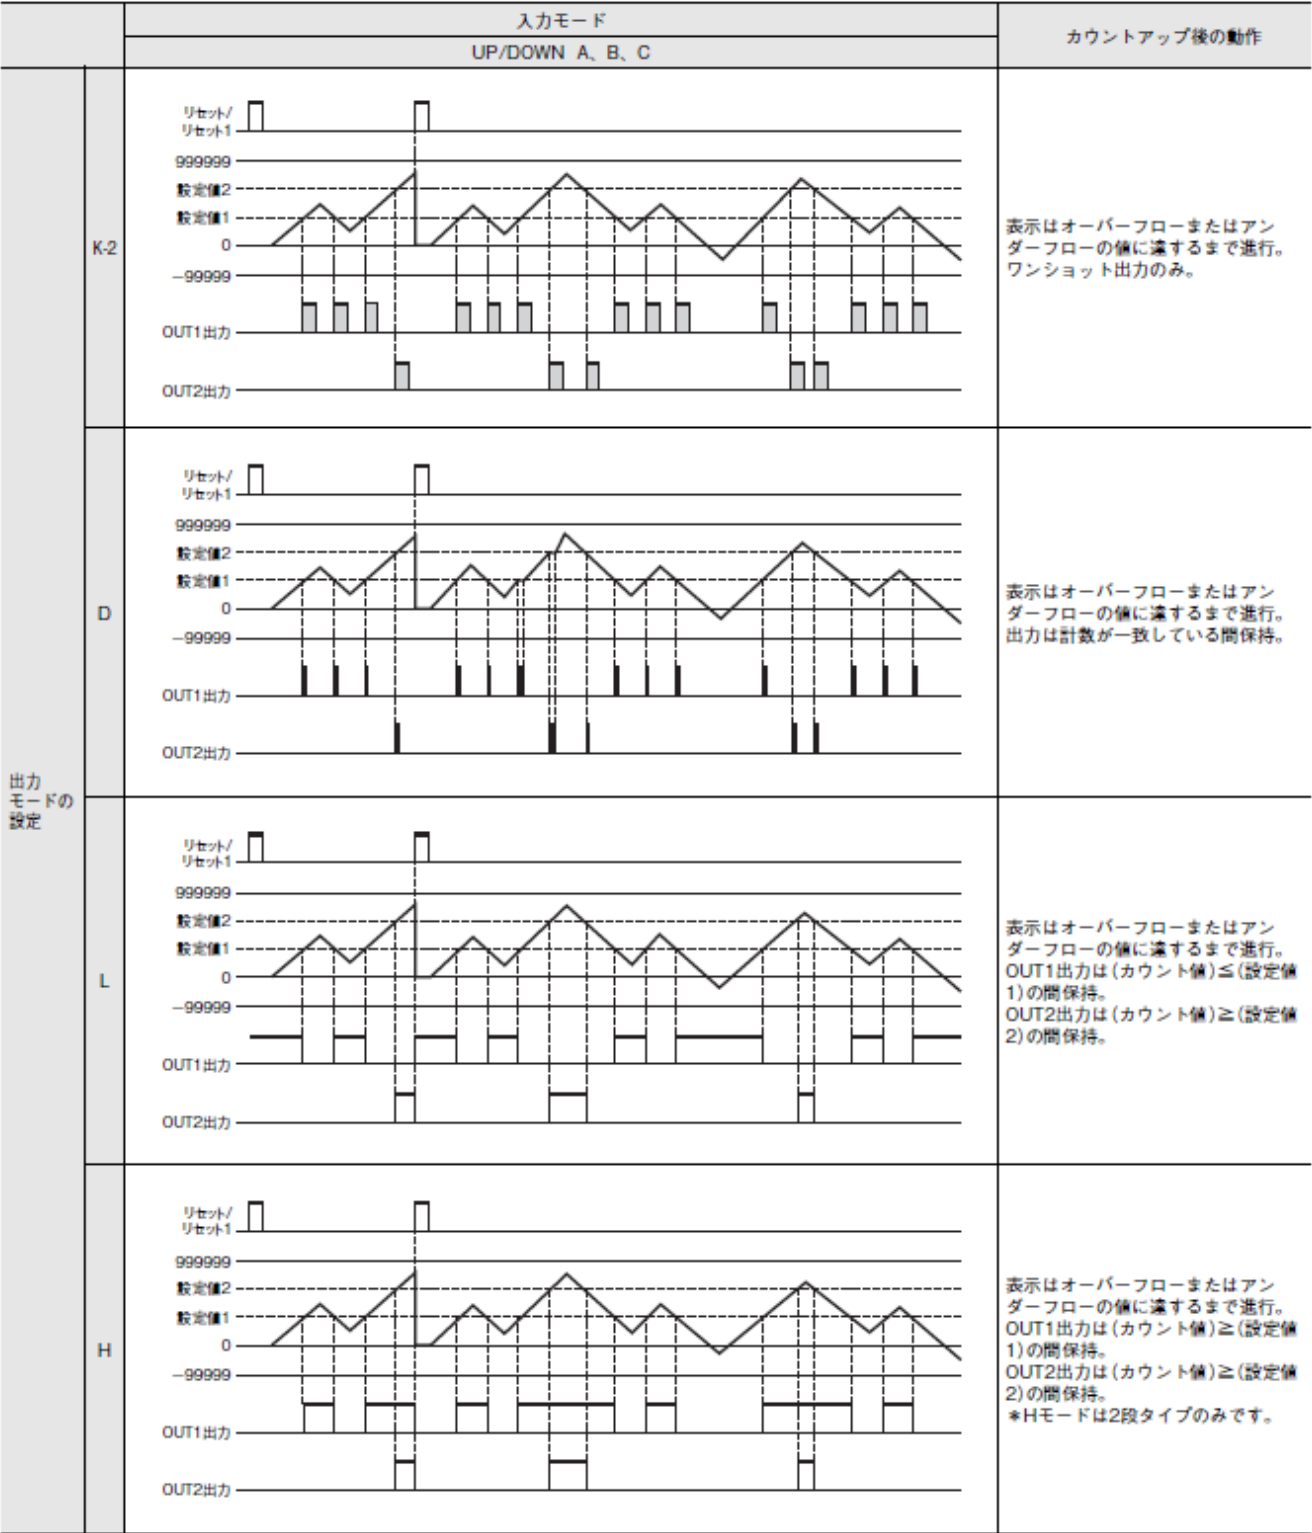 入力モード
カウントアップ後の動作
UP/DOWN A、B、C
出力
モードの
設定
K-2
リセット/
リセット1
999999
設定値2
設定値1
0
−99999
OUT1出力
OUT2出力
表示はオーバーフローまたはアン
ダーフローの値に達するまで進行。
ワンショット出力のみ。
D
リセット/
リセット1
999999
設定値2
設定値1
0
−99999
OUT1出力
OUT2出力
表示はオーバーフローまたはアン
ダーフローの値に達するまで進行。
出力は計数が一致している間保持。
L
リセット/
リセット1
999999
設定値2
設定値1
0
−99999
OUT1出力
OUT2出力
表示はオーバーフローまたはアン
ダーフローの値に達するまで進行。
OUT1出力は(カウント値)≦(設定値
1)の間保持。
OUT2出力は(カウント値)≧(設定値
2)の間保持。
H
リセット/
リセット1
999999
設定値2
設定値1
0
−99999
OUT1出力
OUT2出力
表示はオーバーフローまたはアン
ダーフローの値に達するまで進行。
OUT1出力は(カウント値)≧(設定値
1)の間保持。
OUT2出力は(カウント値)≧(設定値
2)の間保持。
＊Hモードは2段タイプのみです。